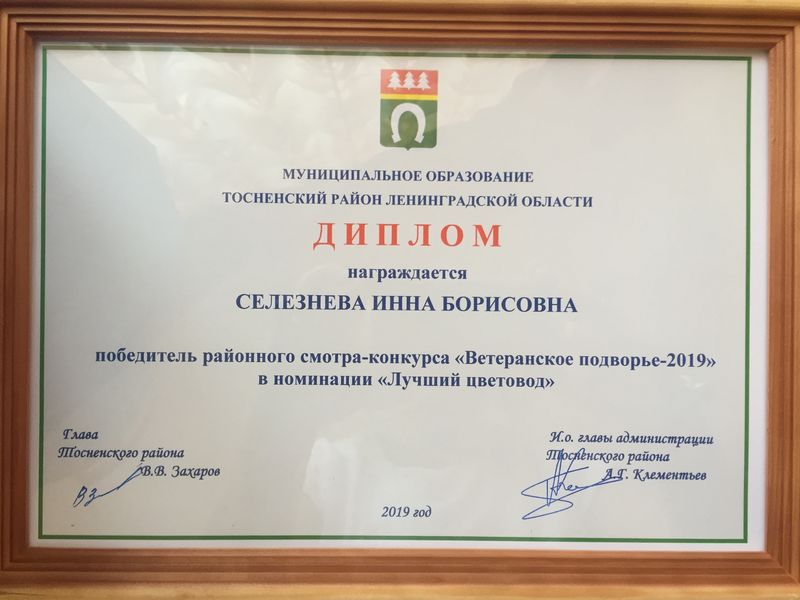 МУНИЦИПАЛЬНОЕ ОБРАЗОВАНИЕ
ТОСНЕНСКИЙ РАЙОН ЛЕНИНГРАДСКОЙ ОБЛАСТИ
ДИПЛОМ
награждается
СЕЛЕЗНЕВА ИННА БОРИСОВНА
победитель районного смотра-конкурса «Ветеранское подворье-2019»
в номинации «Лучший цветовод»
Глава
Тосненского района
В.В. Захаров
И.о. главы администрации
Тосненского района
А.Г. Клементьев
2019 год